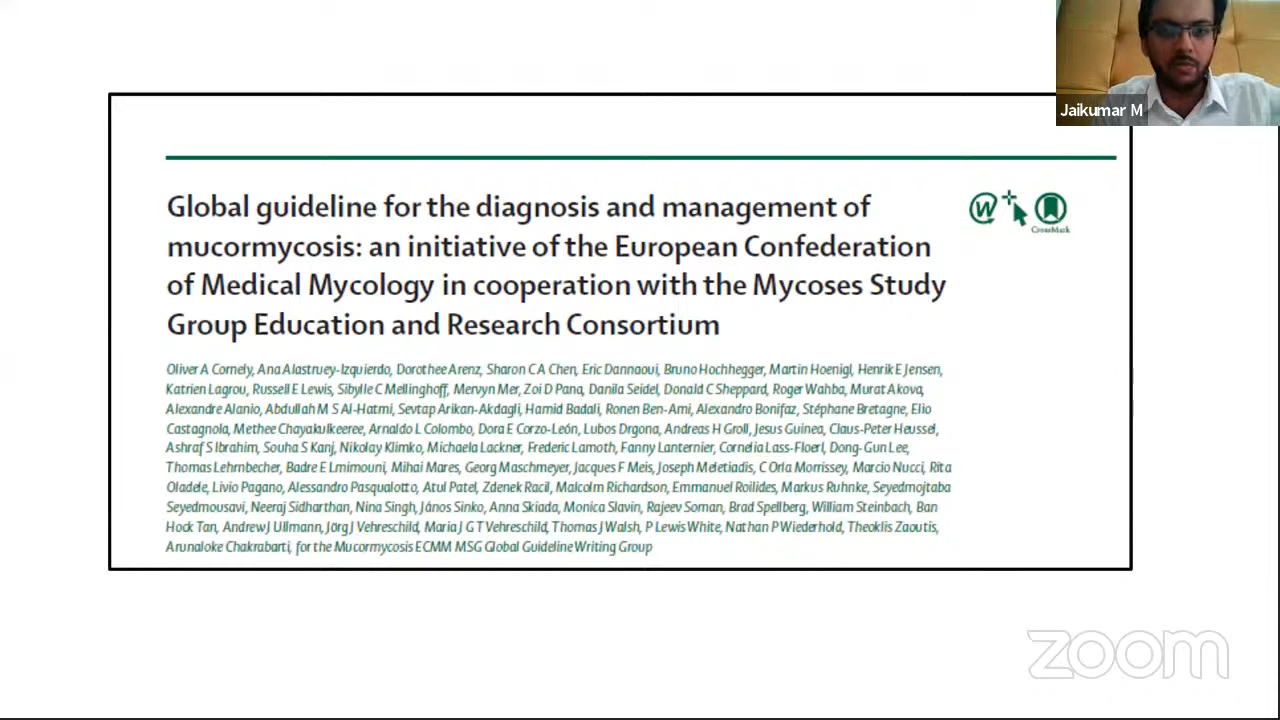 Jaikumar M
Global guideline for the diagnosis and management of
mucormycosis: an initiative of the European Confederation
of Medical Mycology in cooperation with the Mycoses Study
Group Education and Research Consortium
W
CrossMark
Oliver A Cornely, Ana Alastruey-Izquierdo, Dorothee Arenz, Sharon C A Chen, Eric Dannaoui, Bruno Hochhegger, Martin Hoenigl, Henrik E Jensen,
Katrien Lagrou, Russell E Lewis, Sibylle C Mellinghoff, Mervyn Mer, Zoi D Pana, Danila Seidel, Donald C Sheppard, Roger Wahba, Murat Akova,
Alexandre Alanio, Abdullah M S Al-Hatmi, Sevtap Arikan-Akdagli, Hamid Badali, Ronen Ben-Ami, Alexandro Bonifaz, Stéphane Bretagne, Elio
Castagnola, Methee Chayakulkeeree, Arnaldo L Colombo, Dora E Corzo-León, Lubos Drgona, Andreas H Groll, Jesus Guinea, Claus-Peter Heussel,
Ashraf S Ibrahim, Souha S Kanj, Nikolay Klimko, Michaela Lackner, Frederic Lamoth, Fanny Lanternier, Cornelia Lass-Floerl, Dong-Gun Lee,
Thomas Lehrnbecher, Badre E Lmimouni, Mihai Mares, Georg Maschmeyer, Jacques F Meis, Joseph Meletiadis, C Orla Morrissey, Marcio Nucci, Rita
Oladele, Livio Pagano, Alessandro Pasqualotto, Atul Patel, Zdenek Racil, Malcolm Richardson, Emmanuel Roilides, Markus Ruhnke, Seyedmojtaba
Seyedmousavi, Neeraj Sidharthan, Nina Singh, János Sinko, Anna Skiada, Monica Slavin, Rajeev Soman, Brad Spellberg, William Steinbach, Ban
Hock Tan, Andrew J Ullmann, Jörg J Vehreschild, Maria J G T Vehreschild, Thomas J Walsh, P Lewis White, Nathan P Wiederhold, Theoklis Zaoutis,
Arunaloke Chakrabarti, for the Mucormycosis ECMM MSG Global Guideline Writing Group
zoom